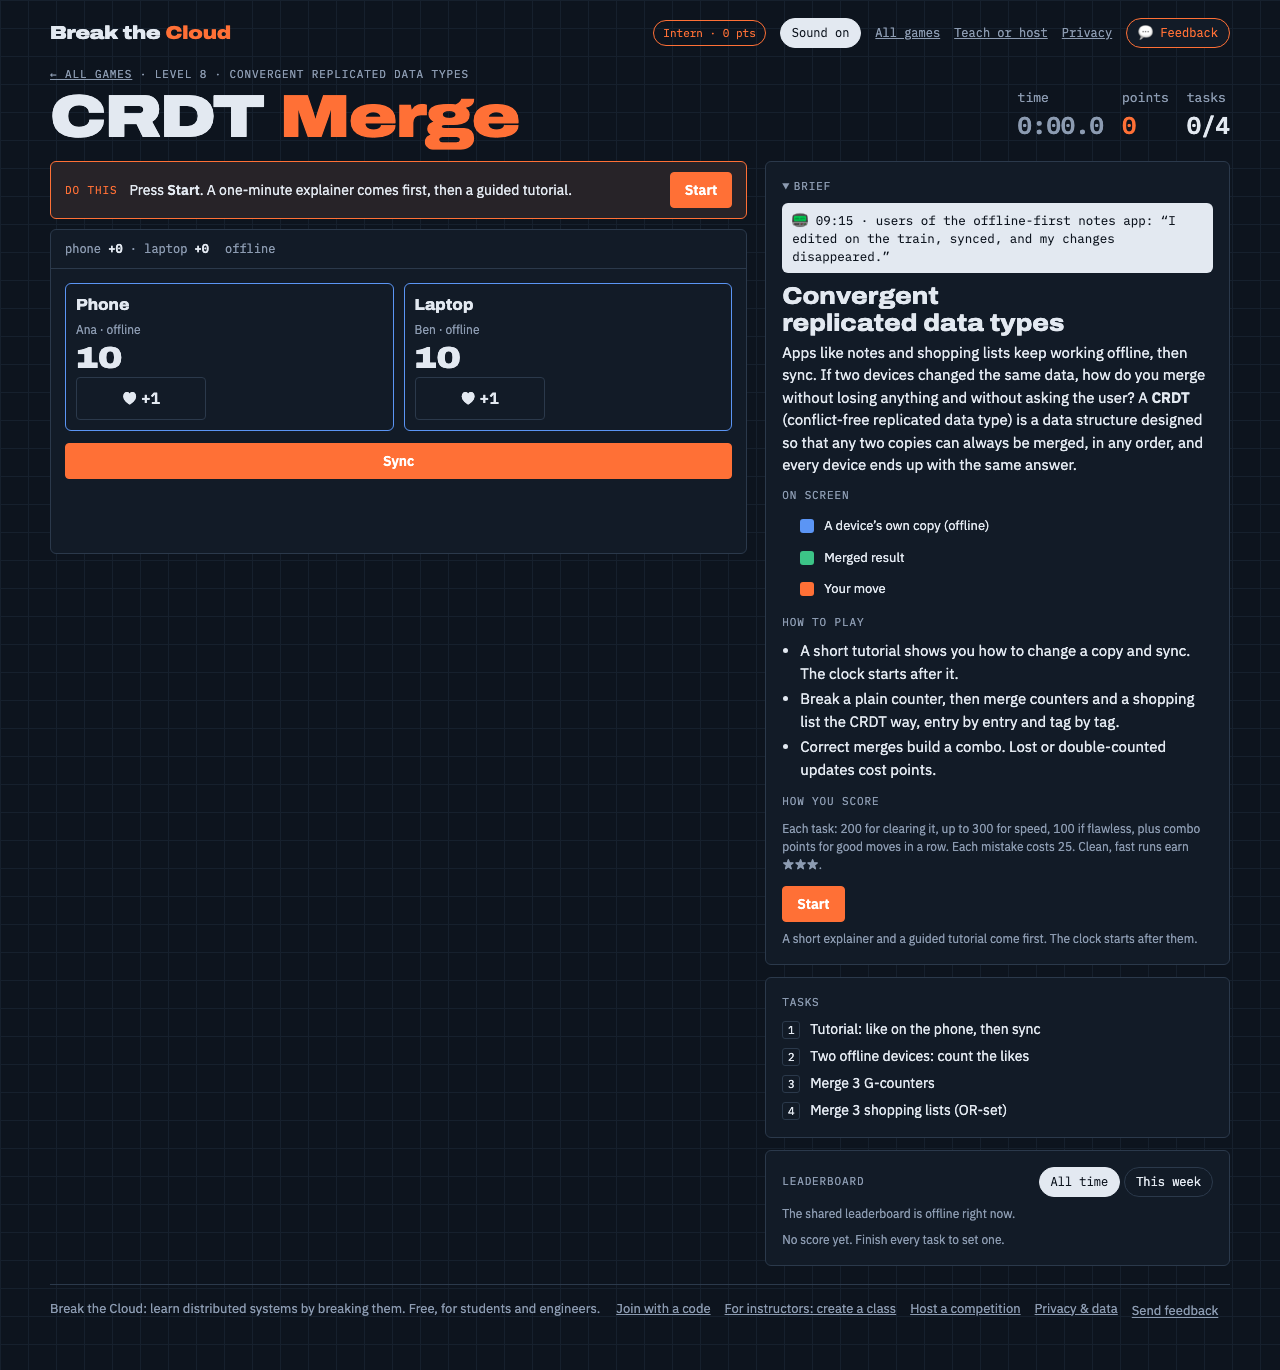 Break the Cloud
Intern · 0 pts
Sound on
All games
Teach or host
Privacy
💬 Feedback
← ALL GAMES · LEVEL 8 · CONVERGENT REPLICATED DATA TYPES
CRDT Merge
time
0:00.0
points
0
tasks
0/4
DO THIS Press Start. A one-minute explainer comes first, then a guided tutorial.
Start
phone +0 · laptop +0 offline
Phone
Ana · offline
10
♥ +1
Laptop
Ben · offline
10
♥ +1
Sync
▼ BRIEF
📟 09:15 · users of the offline-first notes app: “I
edited on the train, synced, and my changes
disappeared.”
Convergent
replicated data types
Apps like notes and shopping lists keep working offline, then
sync. If two devices changed the same data, how do you merge
without losing anything and without asking the user? A CRDT
(conflict-free replicated data type) is a data structure designed
so that any two copies can always be merged, in any order, and
every device ends up with the same answer.
ON SCREEN
A device’s own copy (offline)
Merged result
Your move
HOW TO PLAY
• A short tutorial shows you how to change a copy and sync.
The clock starts after it.
• Break a plain counter, then merge counters and a shopping
list the CRDT way, entry by entry and tag by tag.
• Correct merges build a combo. Lost or double-counted
updates cost points.
HOW YOU SCORE
Each task: 200 for clearing it, up to 300 for speed, 100 if flawless, plus combo
points for good moves in a row. Each mistake costs 25. Clean, fast runs earn
★★★.
Start
A short explainer and a guided tutorial come first. The clock starts after them.
TASKS
1 Tutorial: like on the phone, then sync
2 Two offline devices: count the likes
3 Merge 3 G-counters
4 Merge 3 shopping lists (OR-set)
LEADERBOARD
All time
This week
The shared leaderboard is offline right now.
No score yet. Finish every task to set one.
Break the Cloud: learn distributed systems by breaking them. Free, for students and engineers.
Join with a code
For instructors: create a class
Host a competition
Privacy & data
Send feedback